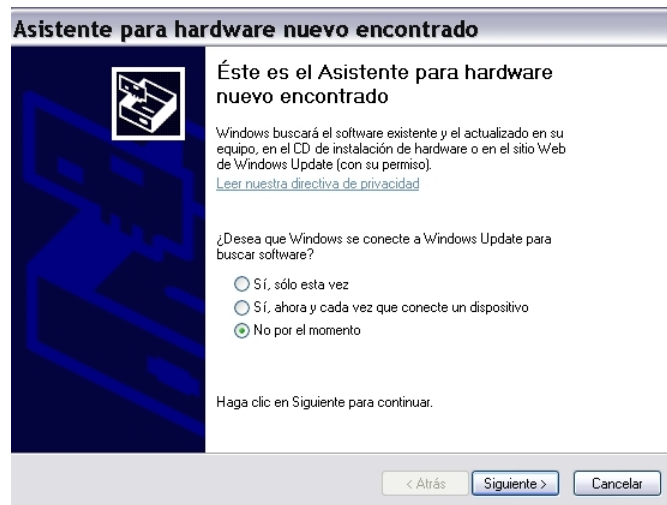 Asistente para hardware nuevo encontrado
Éste es el Asistente para hardware
nuevo encontrado
Windows buscará el software existente y el actualizado en su
equipo, en el CD de instalación de hardware o en el sitio Web
de Windows Update (con su permiso).
Leer nuestra directiva de privacidad
¿Desea que Windows se conecte a Windows Update para
buscar software?
Sí, sólo esta vez
Sí, ahora y cada vez que conecte un dispositivo
No por el momento
Haga clic en Siguiente para continuar.
< Atrás Siguiente > Cancelar